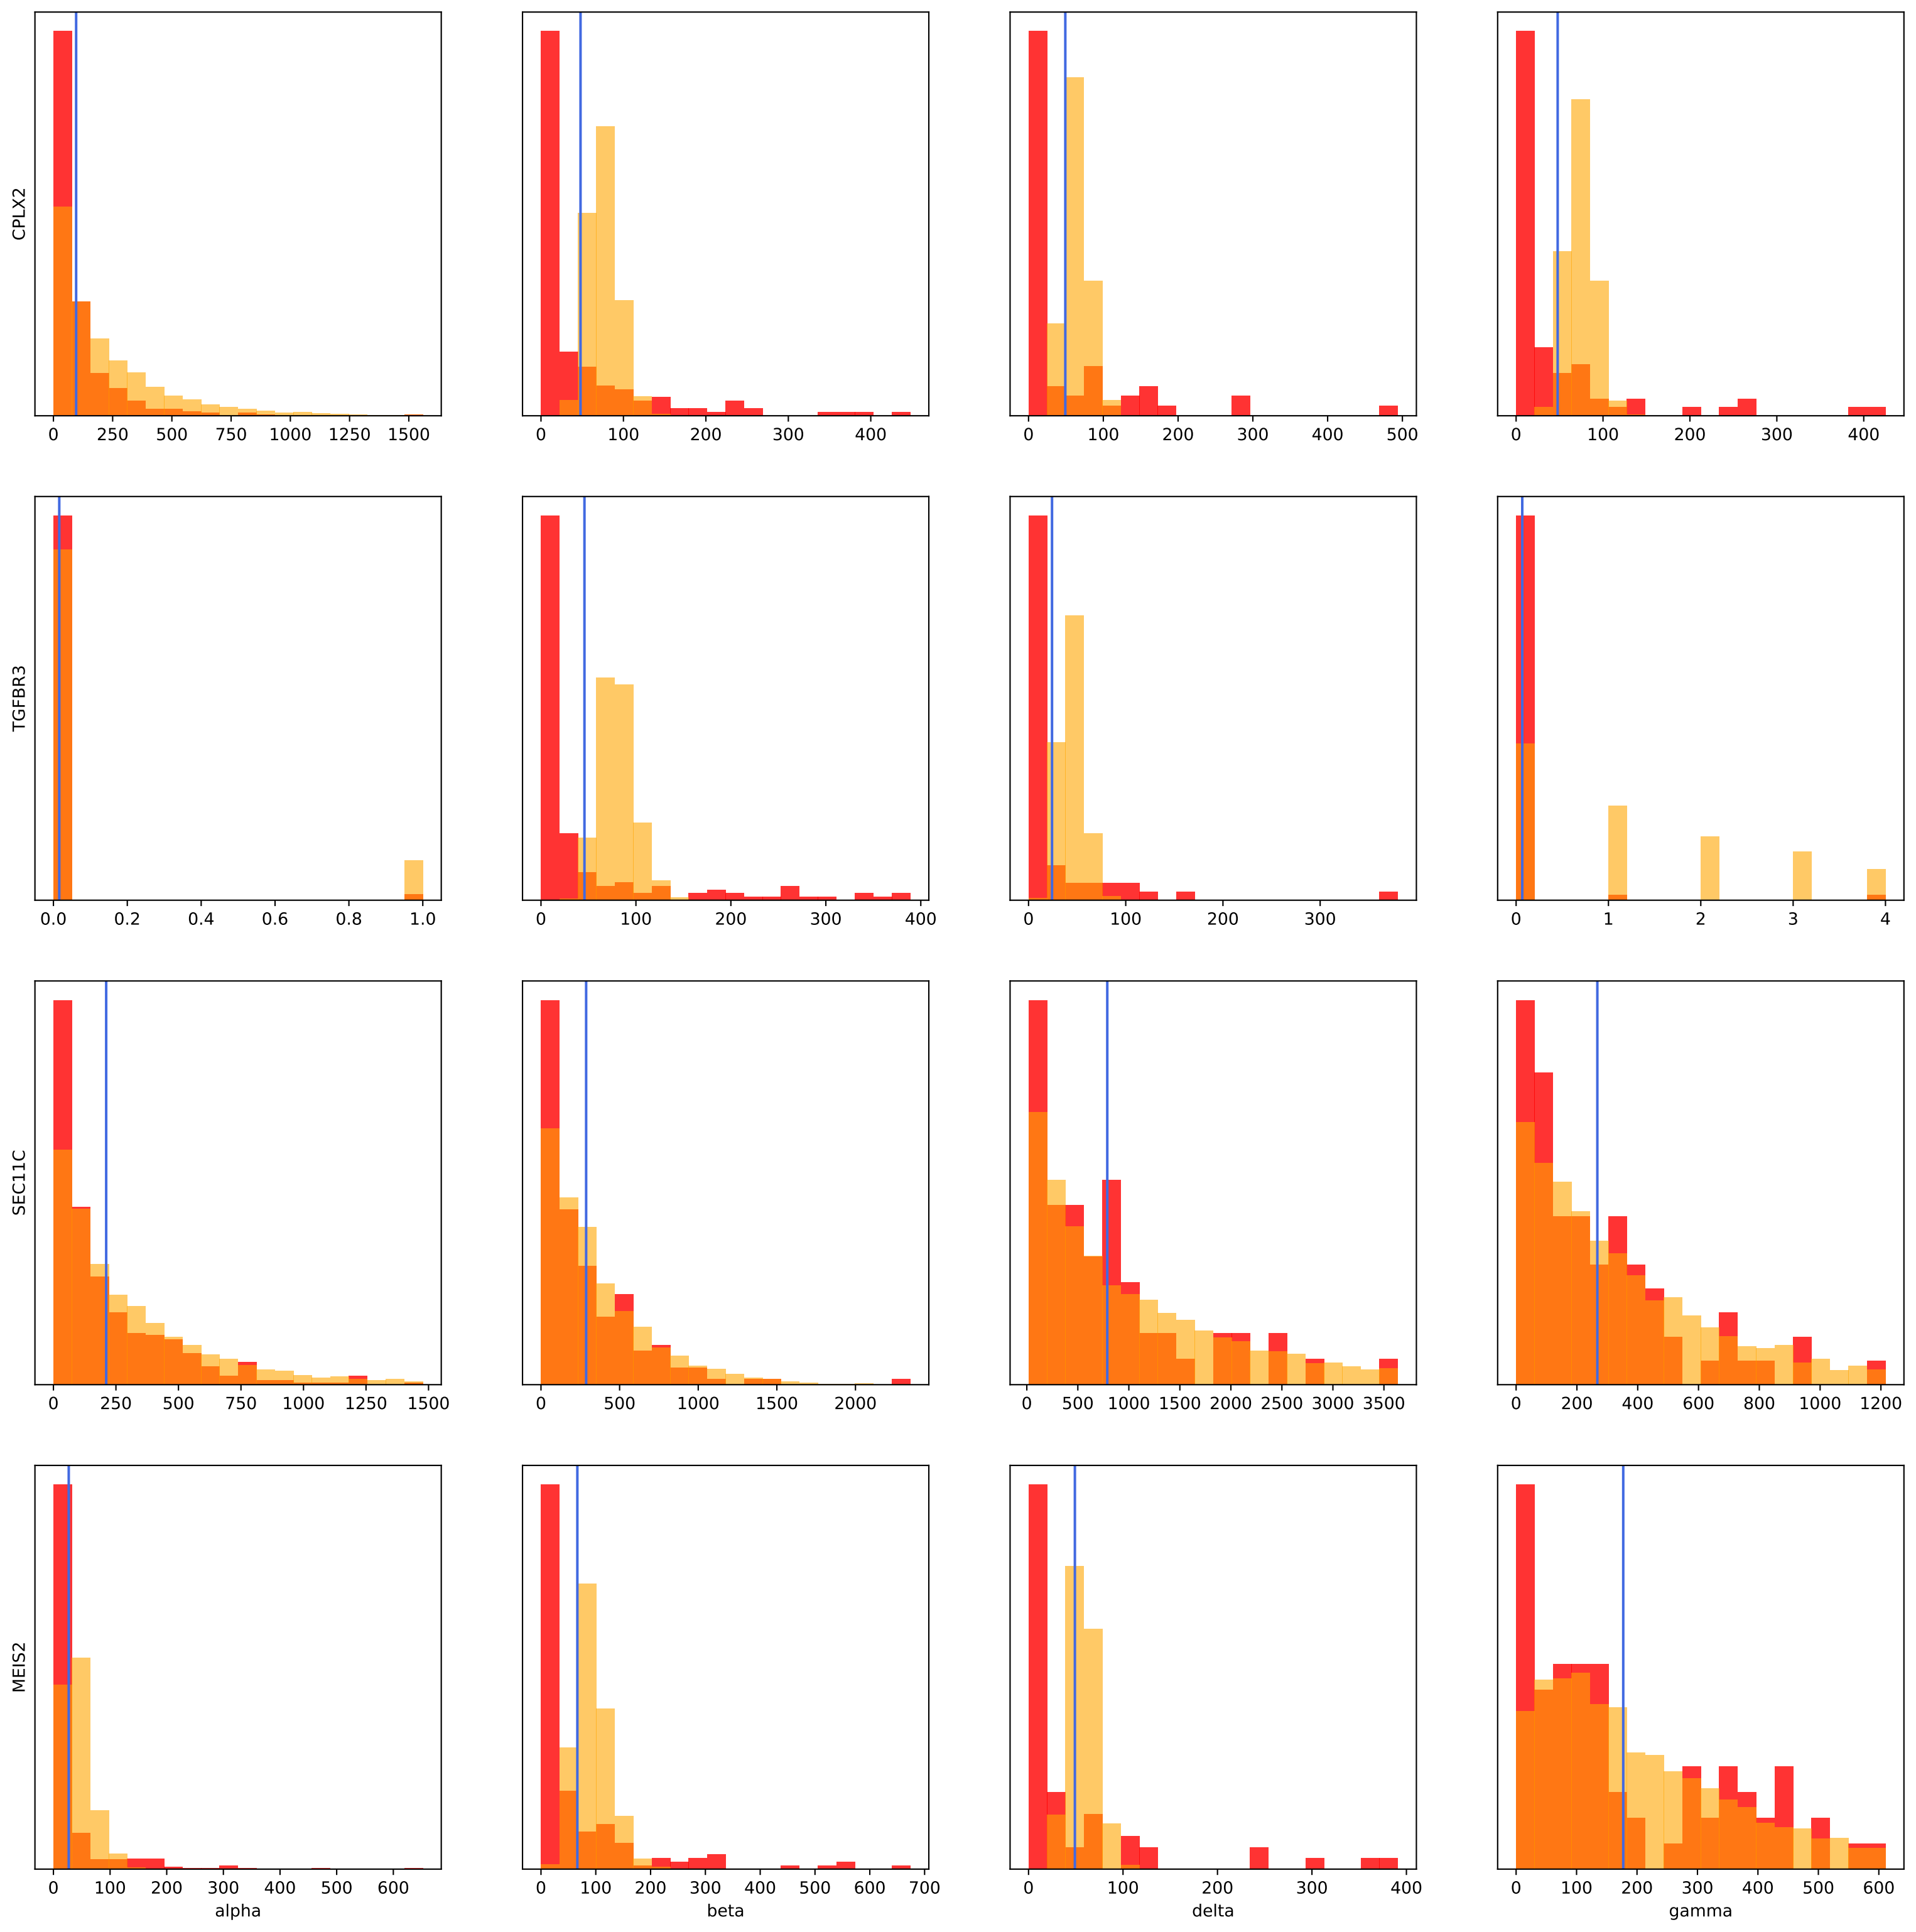 CPLX2
0 250 500 750 1000 1250 1500
0 100 200 300 400
0 100 200 300 400 500
0 100 200 300 400
TGFBR3
0.0 0.2 0.4 0.6 0.8 1.0
0 100 200 300 400
0 100 200 300
0 1 2 3 4
SEC11C
0 250 500 750 1000 1250 1500
0 500 1000 1500 2000
0 500 1000 1500 2000 2500 3000 3500
0 200 400 600 800 1000 1200
MEIS2
0 100 200 300 400 500 600
alpha
0 100 200 300 400 500 600 700
beta
0 100 200 300 400
delta
0 100 200 300 400 500 600
gamma